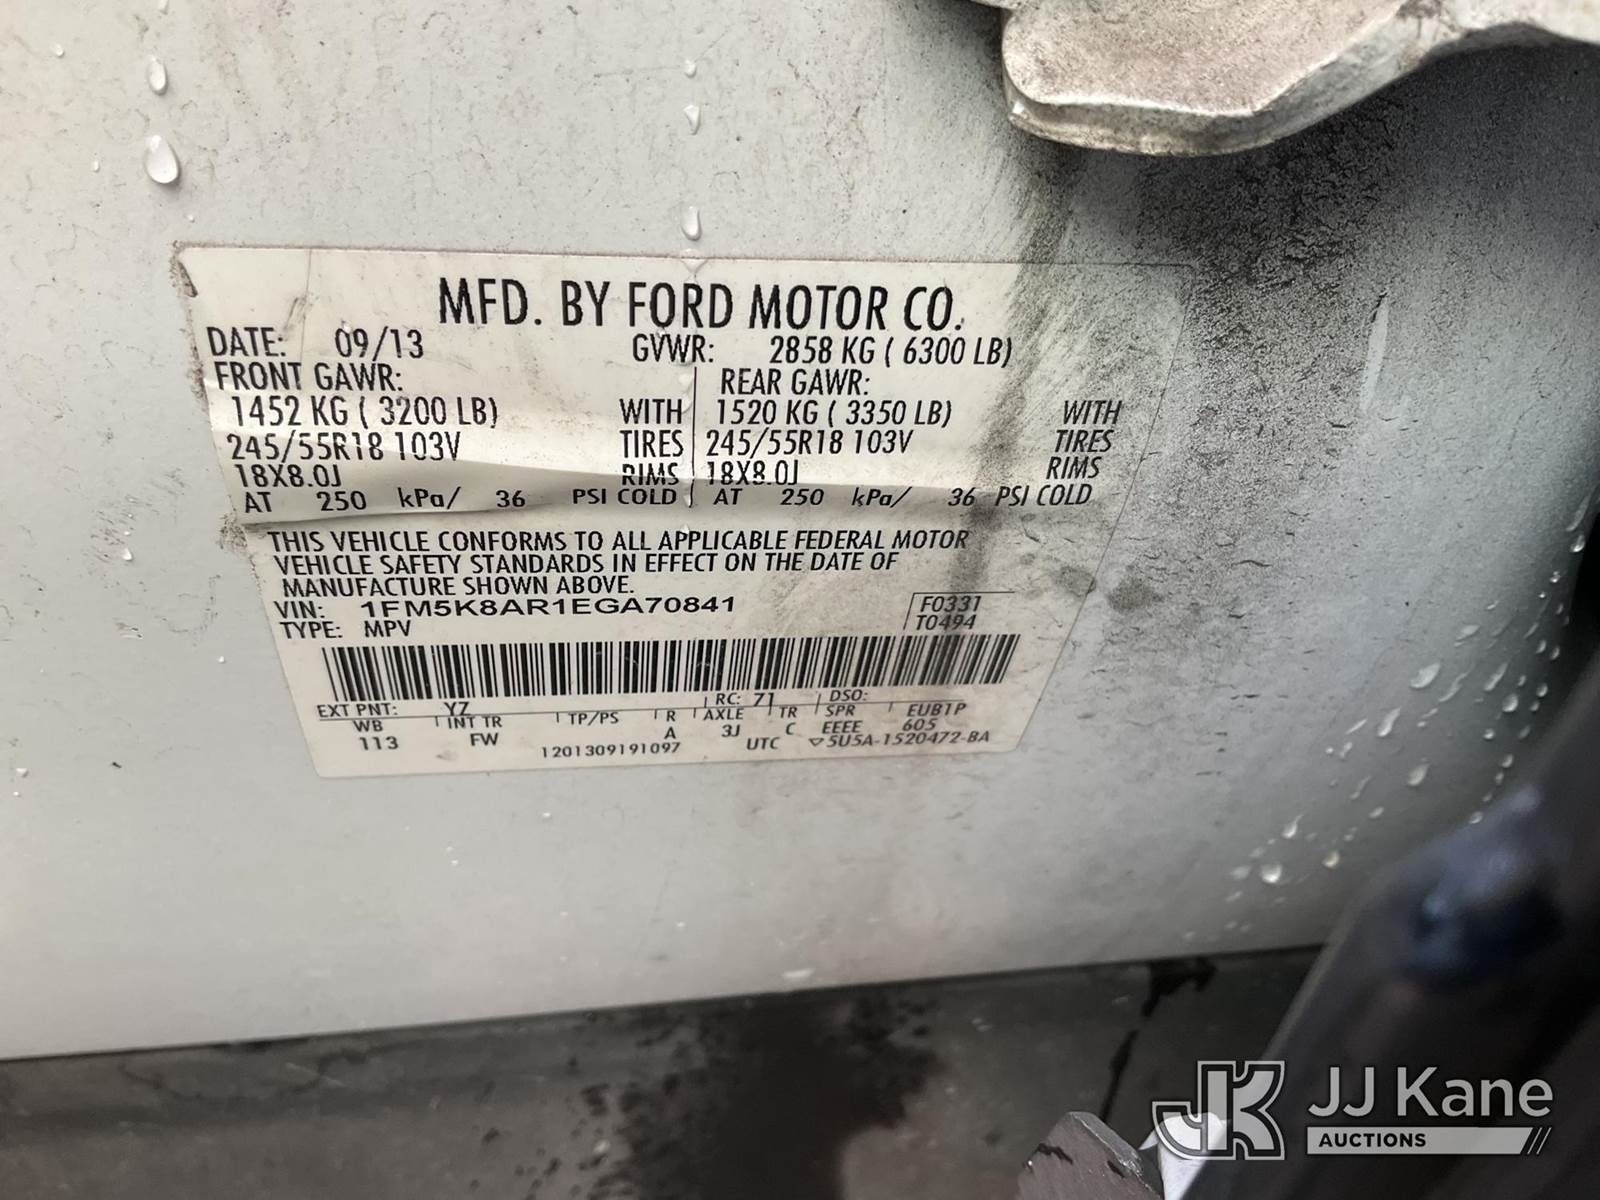 MFD. BY FORD MOTOR CO.
DATE: 09/13 GVWR: 2858 KG ( 6300 LB)
FRONT GAWR: REAR GAWR:
1452 KG ( 3200 LB) WITH 1520 KG ( 3350 LB) WITH
245/55R18 103V TIRES 245/55R18 103V TIRES
18X8.0J RIMS 18X8.0J RIMS
AT 250 kPa/ 36 PSI COLD AT 250 kPa/ 36 PSI COLD
THIS VEHICLE CONFORMS TO ALL APPLICABLE FEDERAL MOTOR
VEHICLE SAFETY STANDARDS IN EFFECT ON THE DATE OF
MANUFACTURE SHOWN ABOVE.
VIN: 1FM5K8AR1EGA70841 F0331
TYPE: MPV T0494
EXT PNT: YZ RC: 71 DSO:
WB INT TR TP/PS R AXLE TR SPR EUB1P
113 FW A 3J C EEEE 605
1201309191097 UTC ▽5U5A-1520472-BA
JK JJ Kane
AUCTIONS